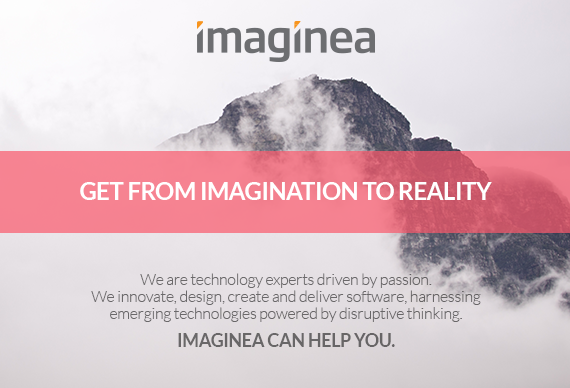 imaginea
GET FROM IMAGINATION TO REALITY
We are technology experts driven by passion.
We innovate, design, create and deliver software, harnessing
emerging technologies powered by disruptive thinking.
IMAGINEA CAN HELP YOU.